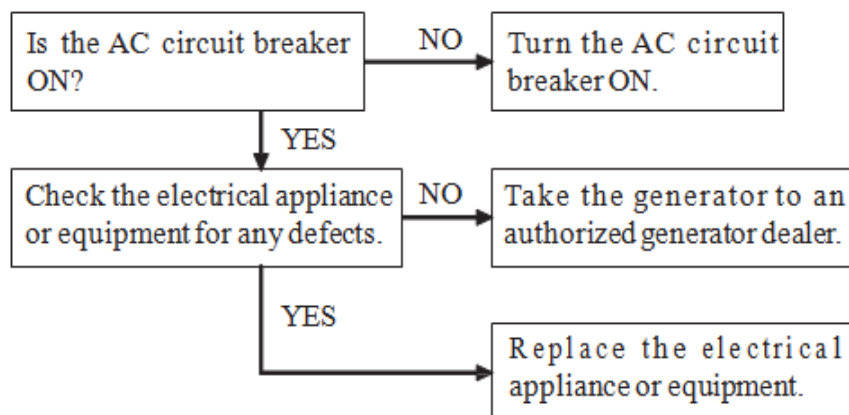 Is the AC circuit breaker
ON?
NO
Turn the AC circuit
breaker ON.
YES
Check the electrical appliance
or equipment for any defects.
NO
Take the generator to an
authorized generator dealer.
YES
Replace the electrical
appliance or equipment.